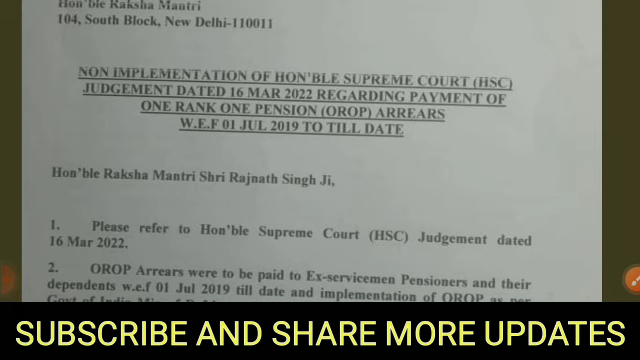 Hon'ble Raksha Mantri
104, South Block, New Delhi-110011
NON IMPLEMENTATION OF HON'BLE SUPREME COURT (HSC)
JUDGEMENT DATED 16 MAR 2022 REGARDING PAYMENT OF
ONE RANK ONE PENSION (OROP) ARREARS
W.E.F 01 JUL 2019 TO TILL DATE
Hon'ble Raksha Mantri Shri Rajnath Singh Ji,
1. Please refer to Hon'ble Supreme Court (HSC) Judgement dated
16 Mar 2022.
2. OROP Arrears were to be paid to Ex-servicemen Pensioners and their
dependents w.e.f 01 Jul 2019 till date and implementation of OROP as per
Govt of India
SUBSCRIBE AND SHARE MORE UPDATES